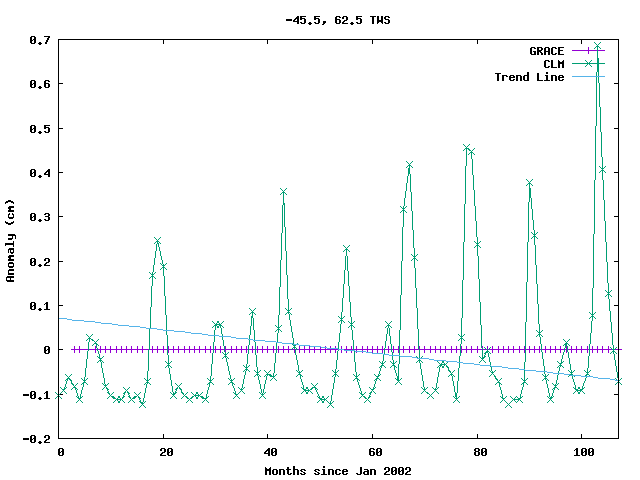 -45.5, 62.5 TWS
GRACE
CLM
Trend Line
0.7
0.6
0.5
0.4
0.3
0.2
0.1
0
-0.1
-0.2
Anomaly (cm)
0 20 40 60 80 100
Months since Jan 2002